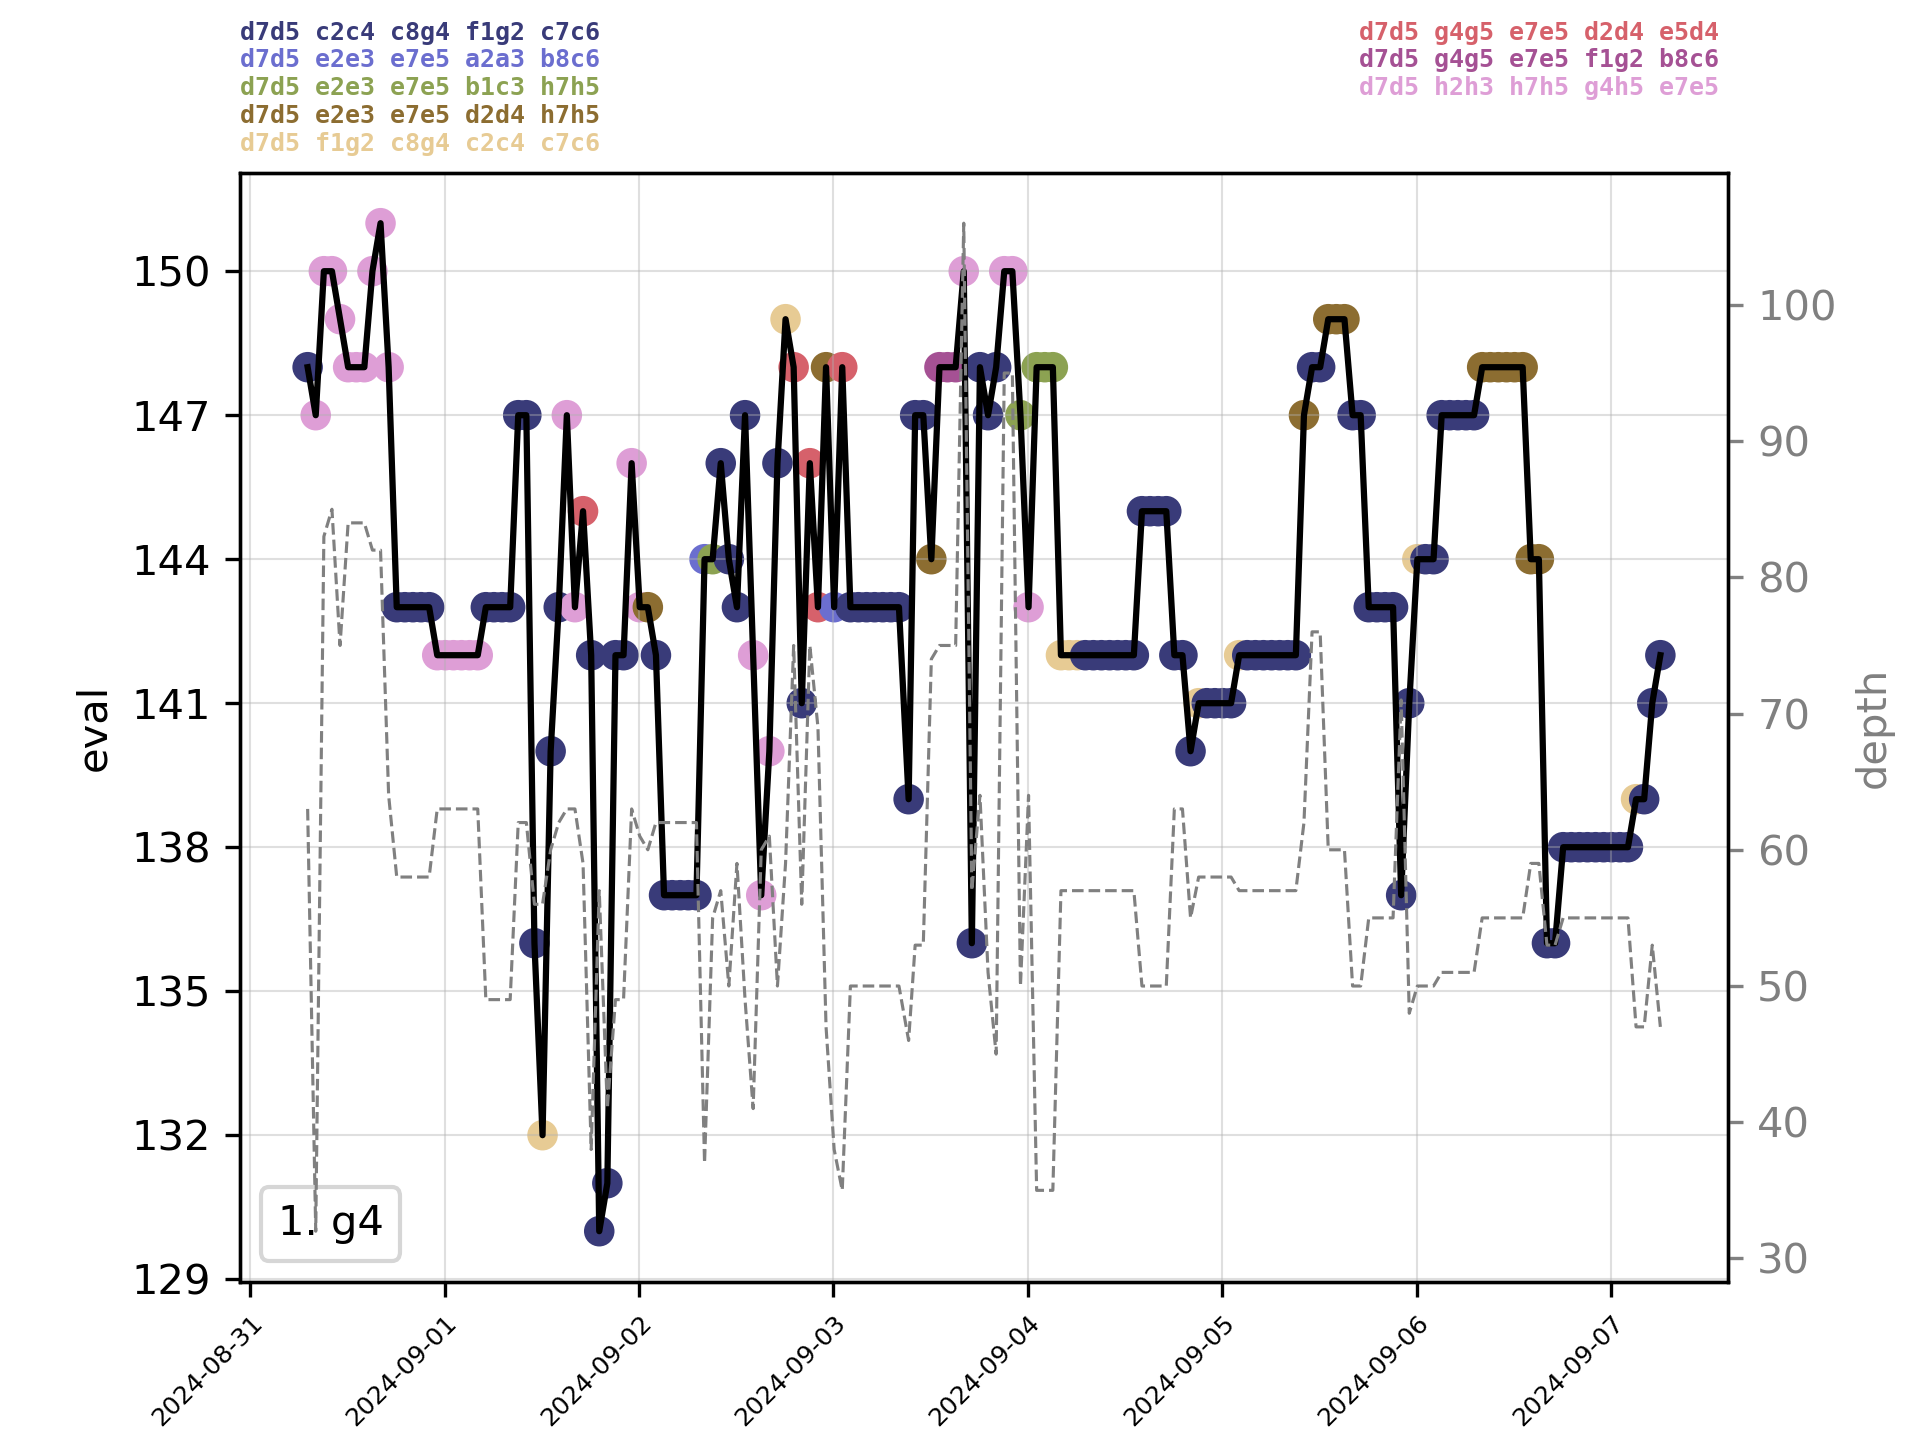 d7d5 c2c4 c8g4 f1g2 c7c6
d7d5 e2e3 e7e5 a2a3 b8c6
d7d5 e2e3 e7e5 b1c3 h7h5
d7d5 e2e3 e7e5 d2d4 h7h5
d7d5 f1g2 c8g4 c2c4 c7c6
d7d5 g4g5 e7e5 d2d4 e5d4
d7d5 g4g5 e7e5 f1g2 b8c6
d7d5 h2h3 h7h5 g4h5 e7e5
150
147
144
141
138
135
132
129
eval
100
90
80
70
60
50
40
30
depth
1. g4
2024-08-31
2024-09-01
2024-09-02
2024-09-03
2024-09-04
2024-09-05
2024-09-06
2024-09-07